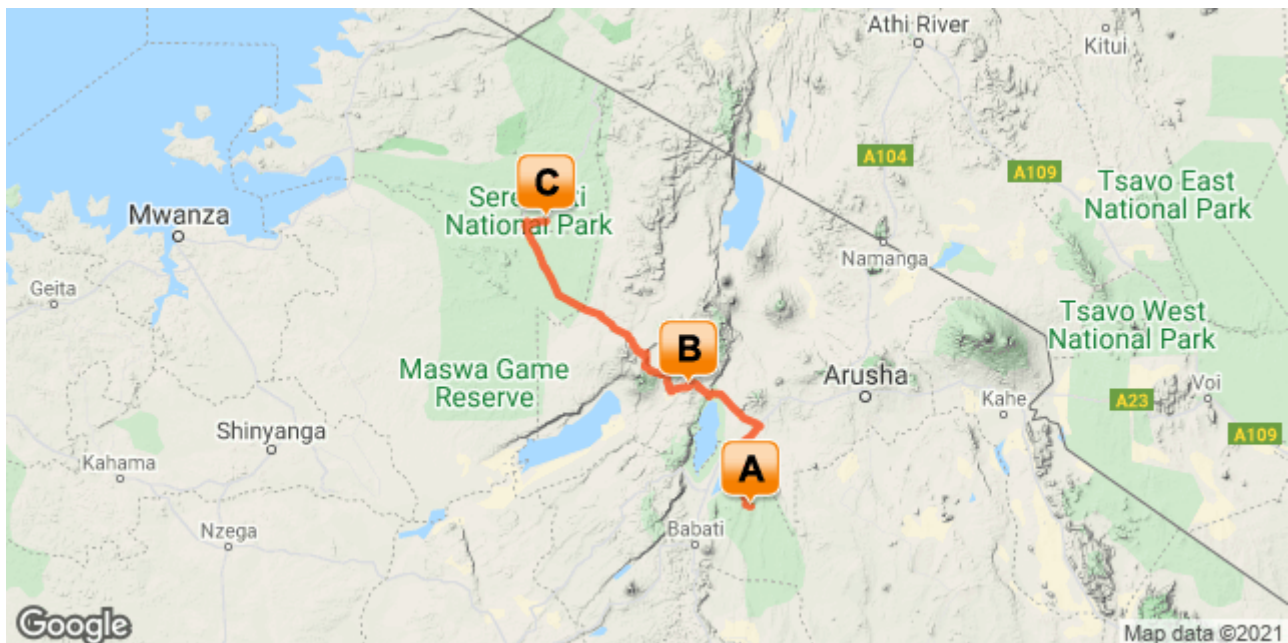 Athi River
Kitui
A104
A109
Tsavo East
National Park
C
National Park
Mwanza
Namanga
Geita
Tsavo West
National Park
B
Maswa Game
Reserve
Arusha
Voi
Kahe
A23
Shinyanga
A109
Kahama
A
Nzega
Babati
Google
Map data ©2021